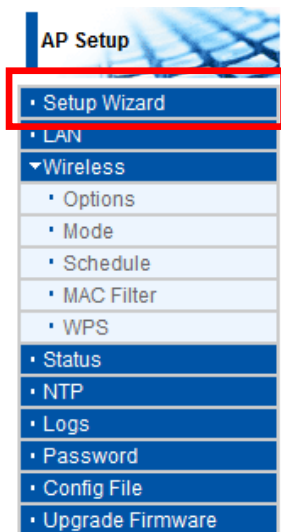 AP Setup
Setup Wizard
LAN
Wireless
Options
Mode
Schedule
MAC Filter
WPS
Status
NTP
Logs
Password
Config File
Upgrade Firmware